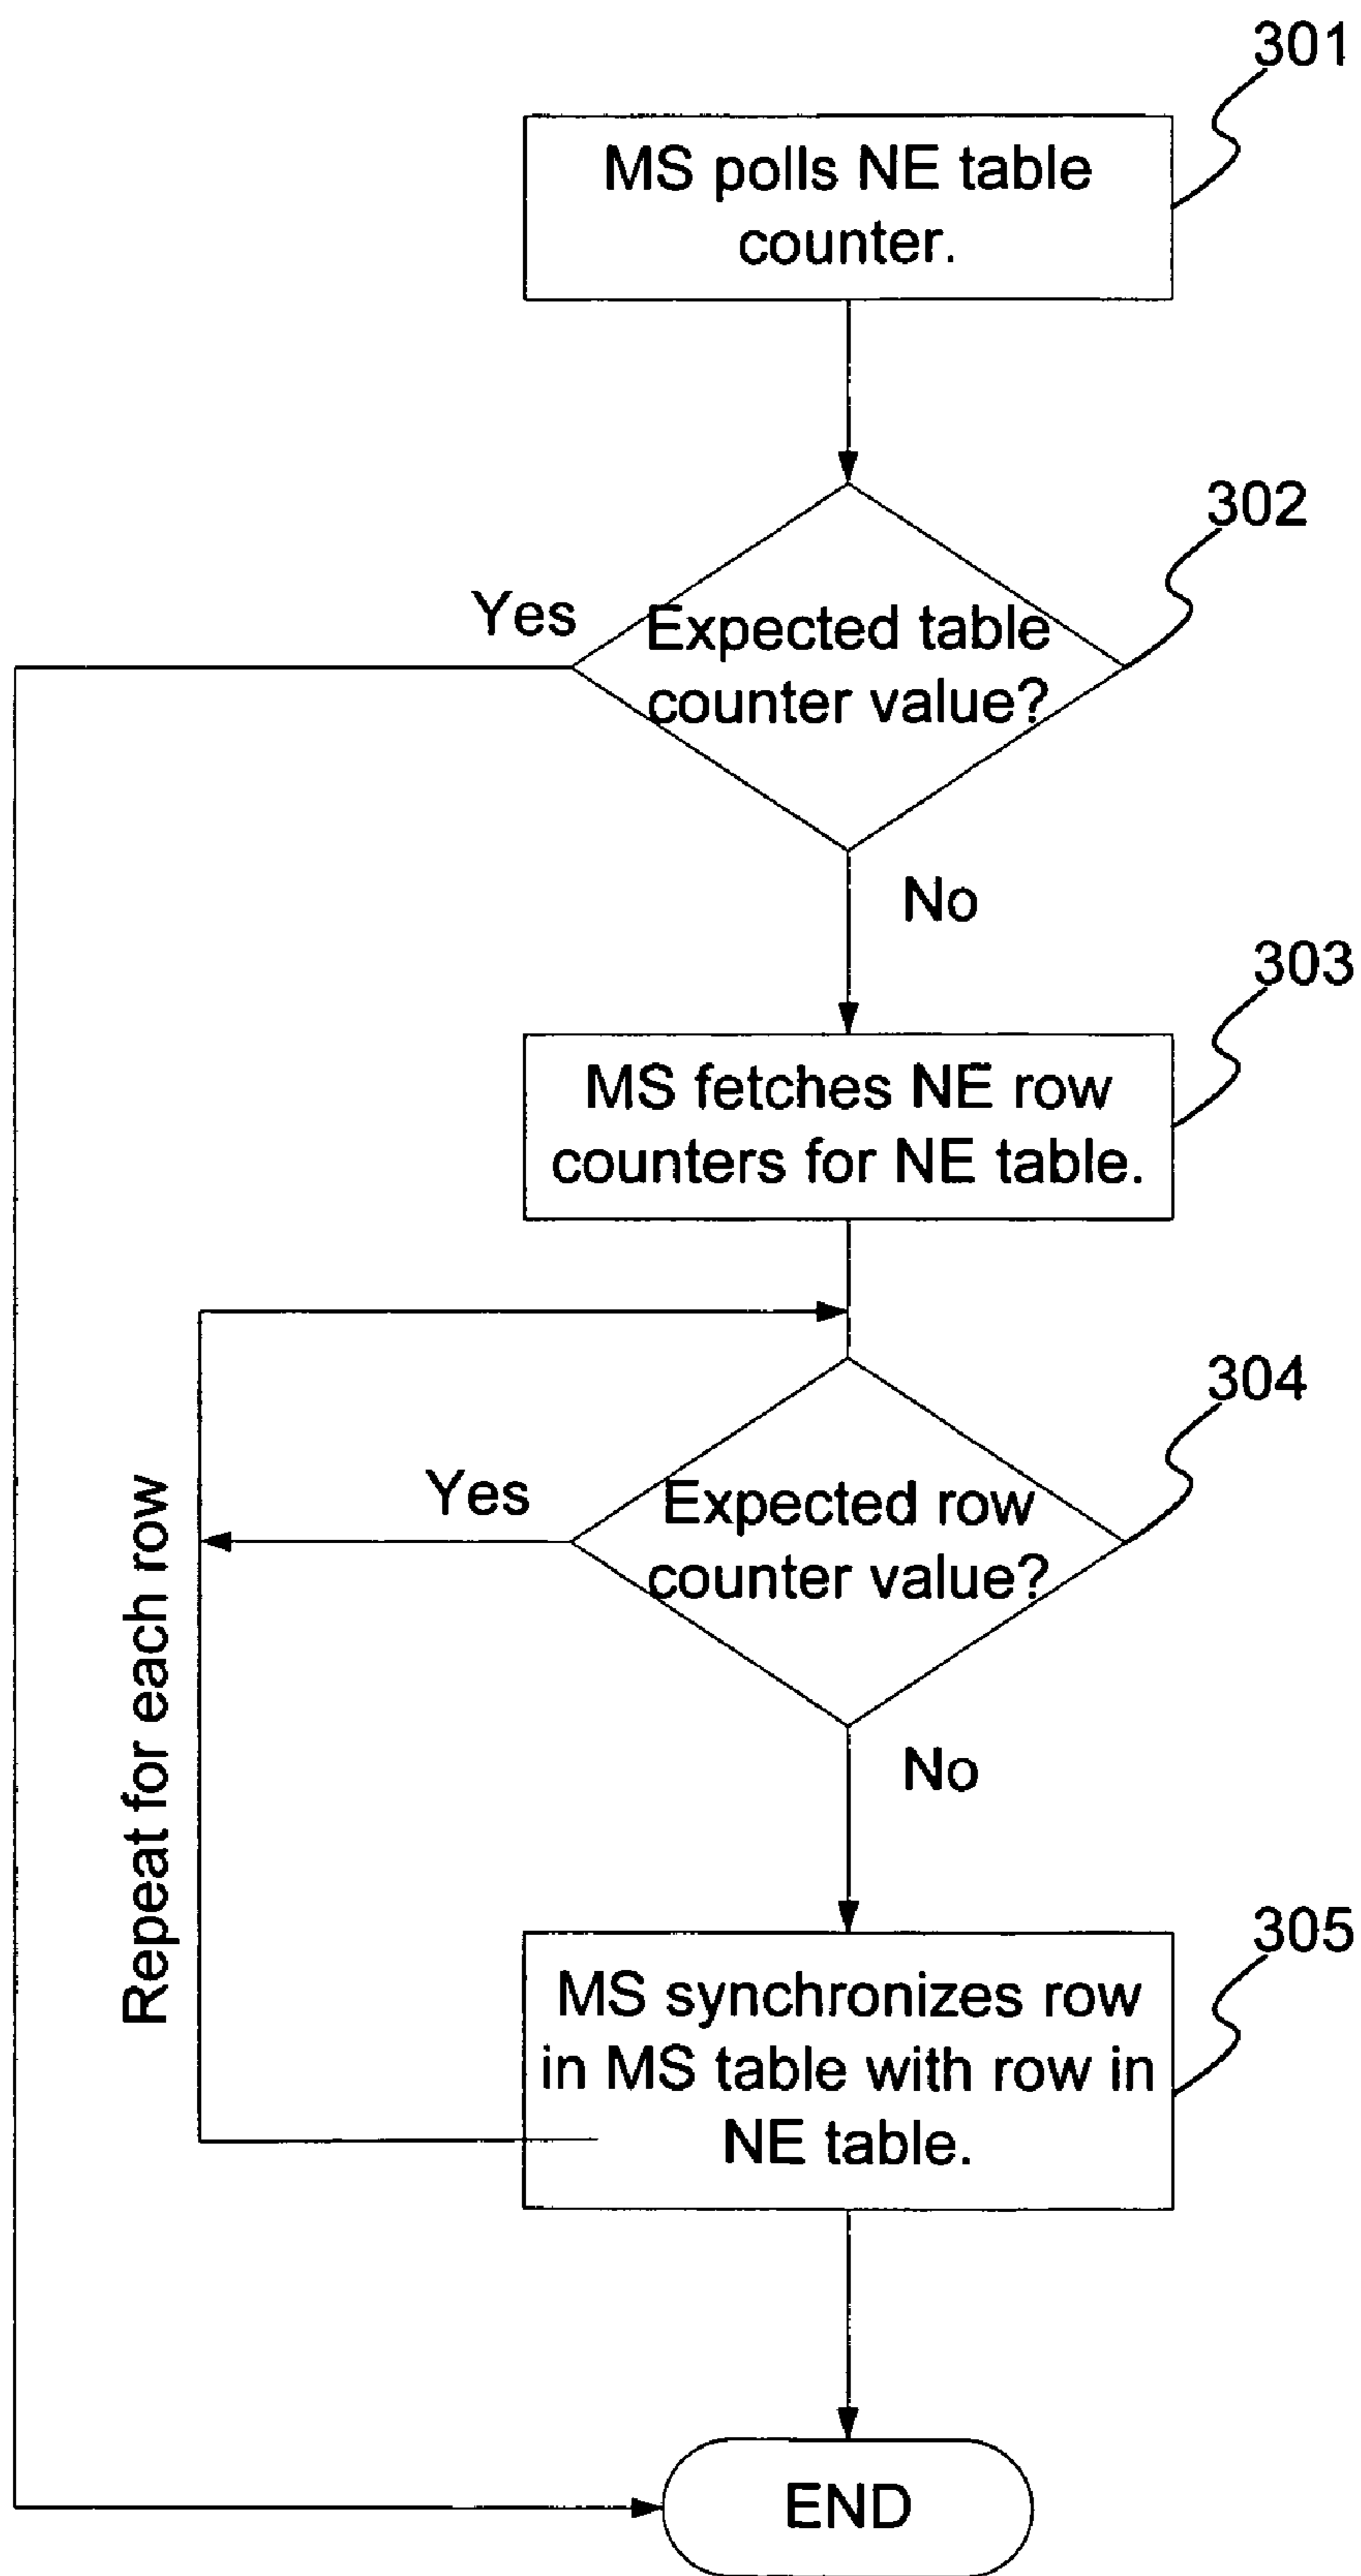 301
MS polls NE table
counter.
302
Yes
Expected table
counter value?
No
303
MS fetches NE row
counters for NE table.
304
Yes
Expected row
counter value?
Repeat for each row
No
305
MS synchronizes row
in MS table with row in
NE table.
END